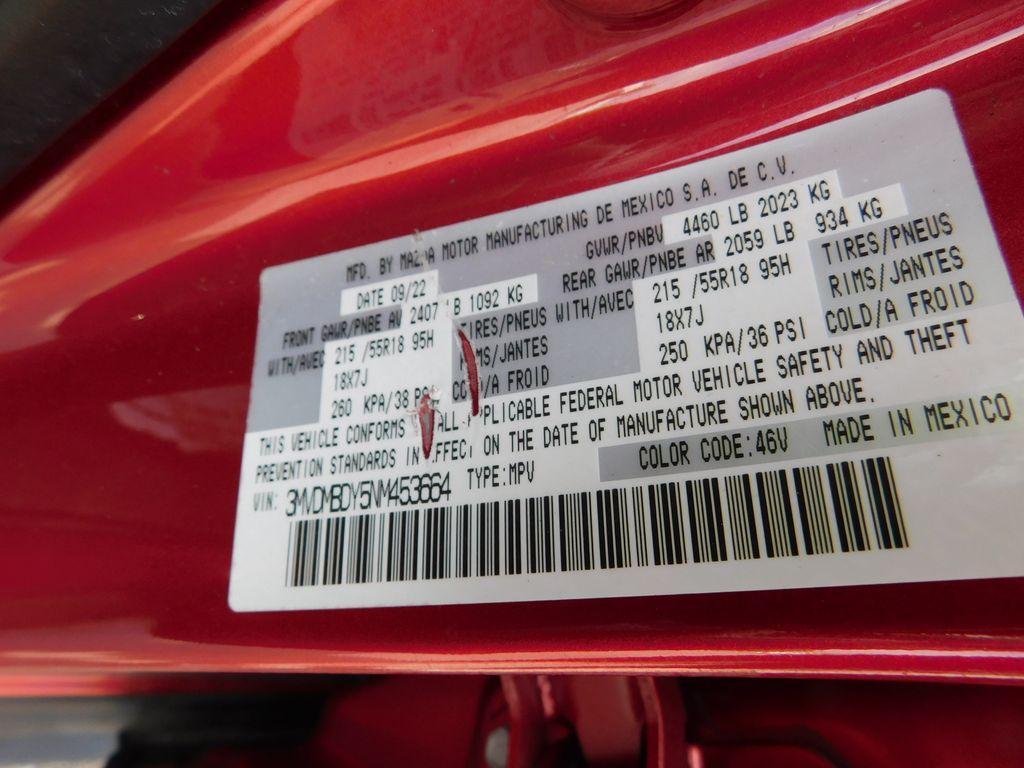 MFD. BY MAZDA MOTOR MANUFACTURING DE MEXICO S.A. DE C.V.
DATE 09/22 GVWR/PNBV 4460 LB 2023 KG
FRONT GAWR/PNBE AV 2407 LB 1092 KG REAR GAWR/PNBE AR 2059 LB 934 KG
WITH/AVEC 215 /55R18 95H TIRES/PNEUS WITH/AVEC 215 /55R18 95H TIRES/PNEUS
18X7J RIMS/JANTES 18X7J RIMS/JANTES
260 KPA/38 PSI COLD/A FROID 250 KPA/36 PSI COLD/A FROID
THIS VEHICLE CONFORMS ALL APPLICABLE FEDERAL MOTOR VEHICLE SAFETY AND THEFT
PREVENTION STANDARDS IN EFFECT ON THE DATE OF MANUFACTURE SHOWN ABOVE.
VIN: 3MVDMBDY5NM453664 TYPE:MPV COLOR CODE:46V MADE IN MEXICO